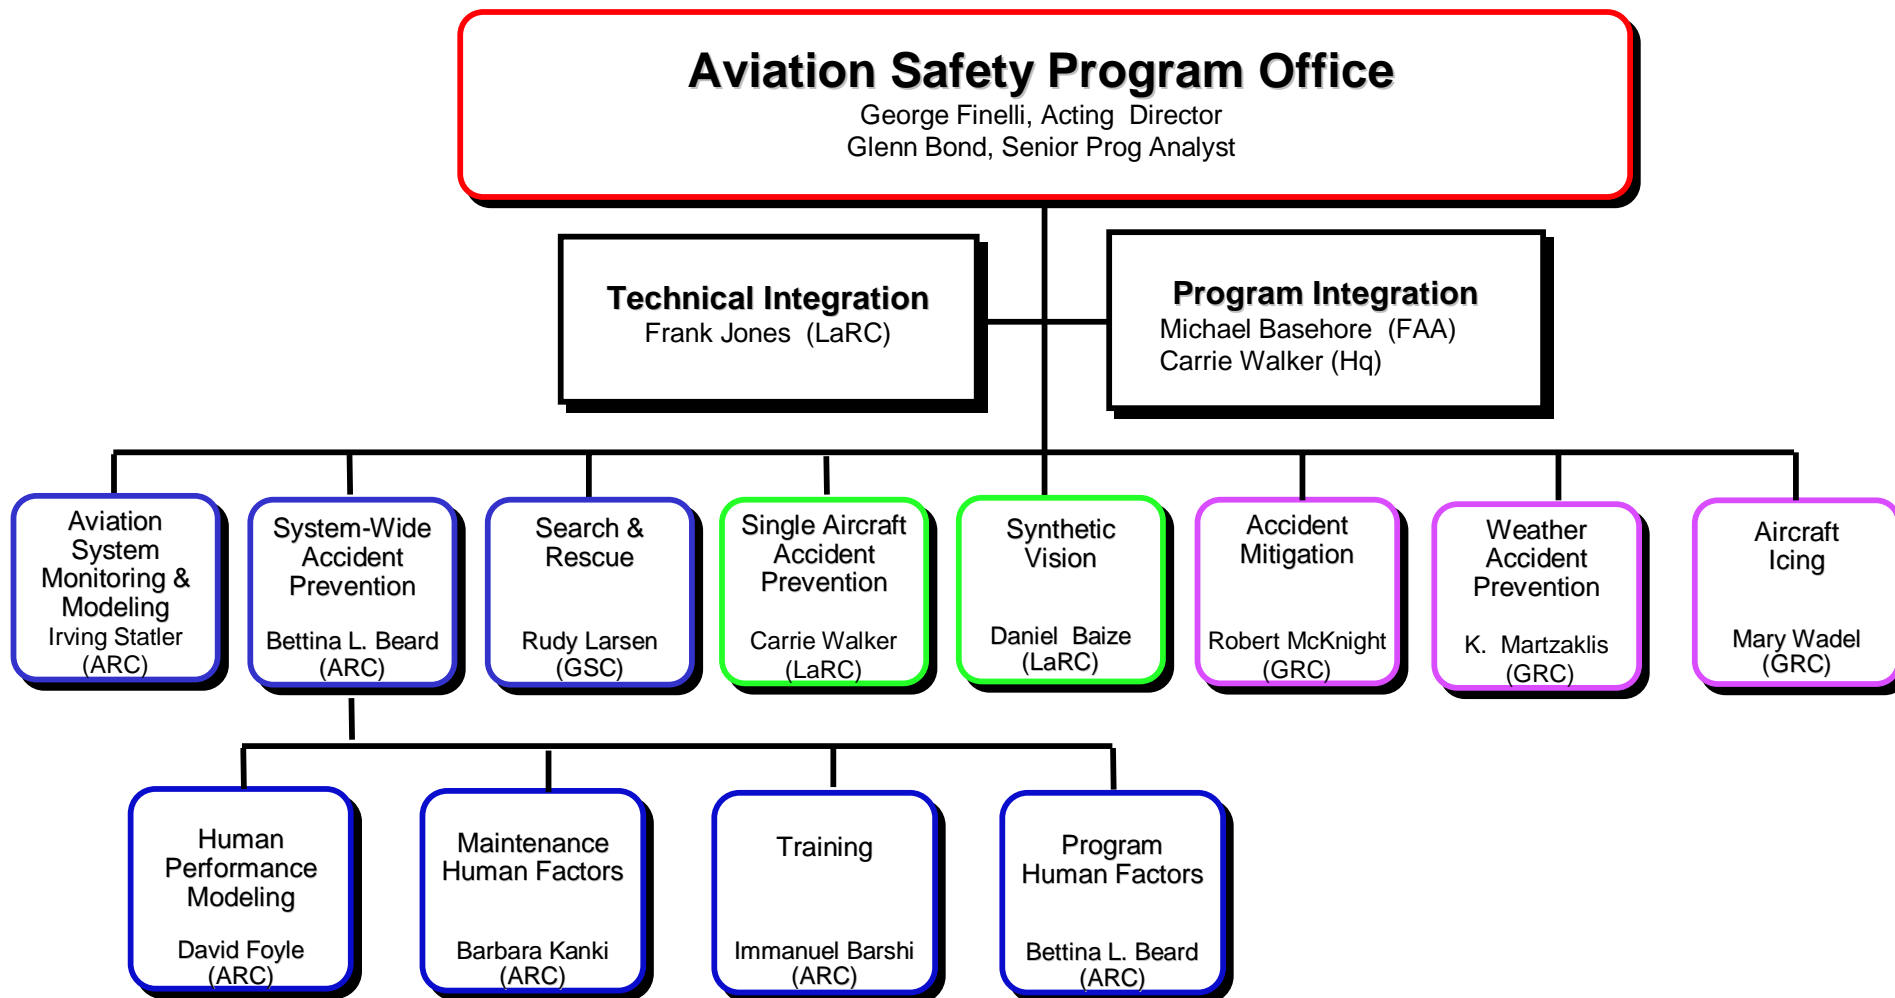 Aviation Safety Program Office
George Finelli, Acting Director
Glenn Bond, Senior Prog Analyst
Technical Integration
Frank Jones (LaRC)
Program Integration
Michael Basehore (FAA)
Carrie Walker (Hq)
Aviation
System
Monitoring &
Modeling
Irving Statler
(ARC)
System-Wide
Accident
Prevention
Bettina L. Beard
(ARC)
Search &
Rescue
Rudy Larsen
(GSC)
Single Aircraft
Accident
Prevention
Carrie Walker
(LaRC)
Synthetic
Vision
Daniel Baize
(LaRC)
Accident
Mitigation
Robert McKnight
(GRC)
Weather
Accident
Prevention
K. Martzaklis
(GRC)
Aircraft
Icing
Mary Wadel
(GRC)
Human
Performance
Modeling
David Foyle
(ARC)
Maintenance
Human Factors
Barbara Kanki
(ARC)
Training
Immanuel Barshi
(ARC)
Program
Human Factors
Bettina L. Beard
(ARC)